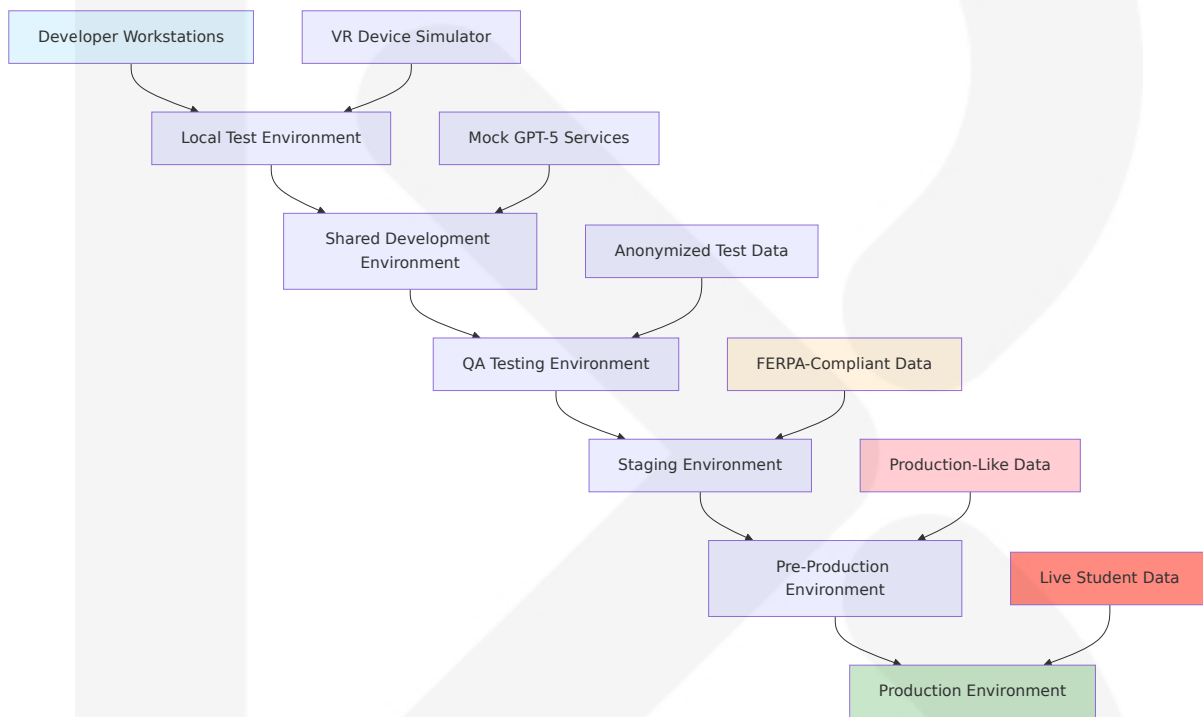 Developer Workstations
VR Device Simulator
Local Test Environment
Mock GPT-5 Services
Shared Development
Environment
Anonymized Test Data
QA Testing Environment
FERPA-Compliant Data
Staging Environment
Production-Like Data
Pre-Production
Environment
Live Student Data
Production Environment